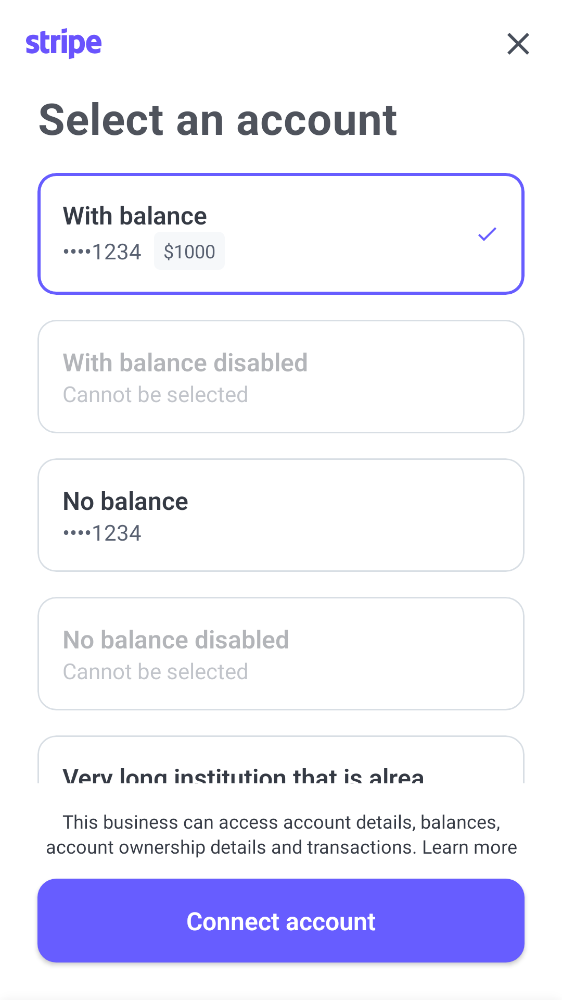 stripe
Select an account
With balance
••••1234 $1000
With balance disabled
Cannot be selected
No balance
••••1234
No balance disabled
Cannot be selected
Very long institution that is alrea
This business can access account details, balances,
account ownership details and transactions. Learn more
Connect account